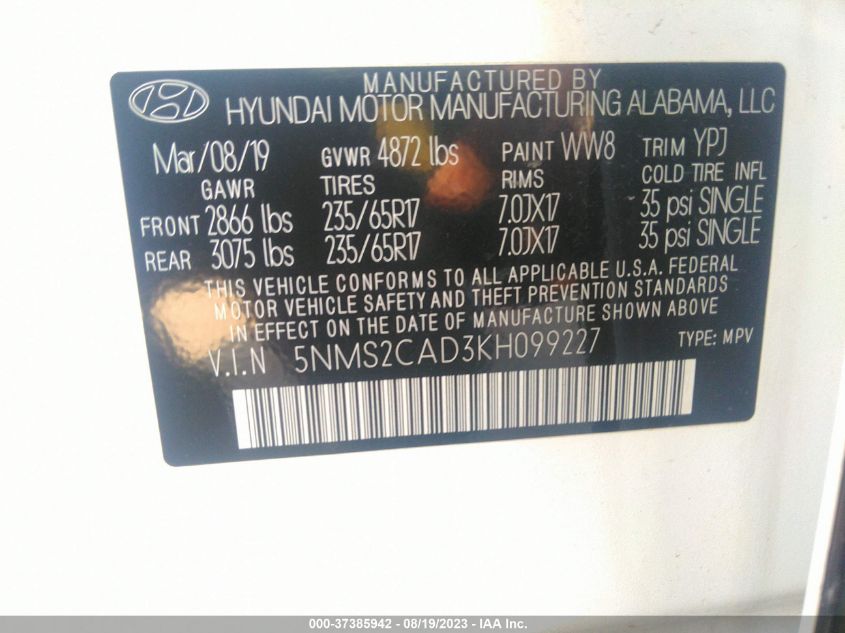 MANUFACTURED BY
HYUNDAI MOTOR MANUFACTURING ALABAMA, LLC
Mar/08/19 GVWR 4872 lbs PAINT WW8 TRIM YPJ
GAWR TIRES RIMS COLD TIRE INFL
FRONT 2866 lbs 235/65R17 7.0JX17 35 psi SINGLE
REAR 3075 lbs 235/65R17 7.0JX17 35 psi SINGLE
THIS VEHICLE CONFORMS TO ALL APPLICABLE U.S.A. FEDERAL
MOTOR VEHICLE SAFETY AND THEFT PREVENTION STANDARDS
IN EFFECT ON THE DATE OF MANUFACTURE SHOWN ABOVE
V.I.N 5NMS2CAD3KH099227 TYPE: MPV
000-37385942 - 08/19/2023 - IAA Inc.